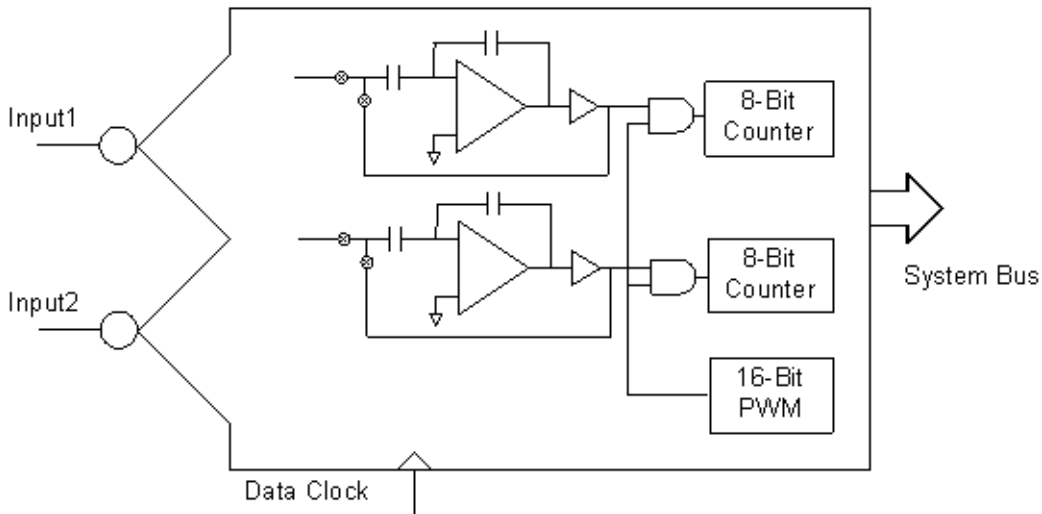 Input1
8-Bit
Counter
8-Bit
Counter
System Bus
Input2
16-Bit
PWM
Data Clock